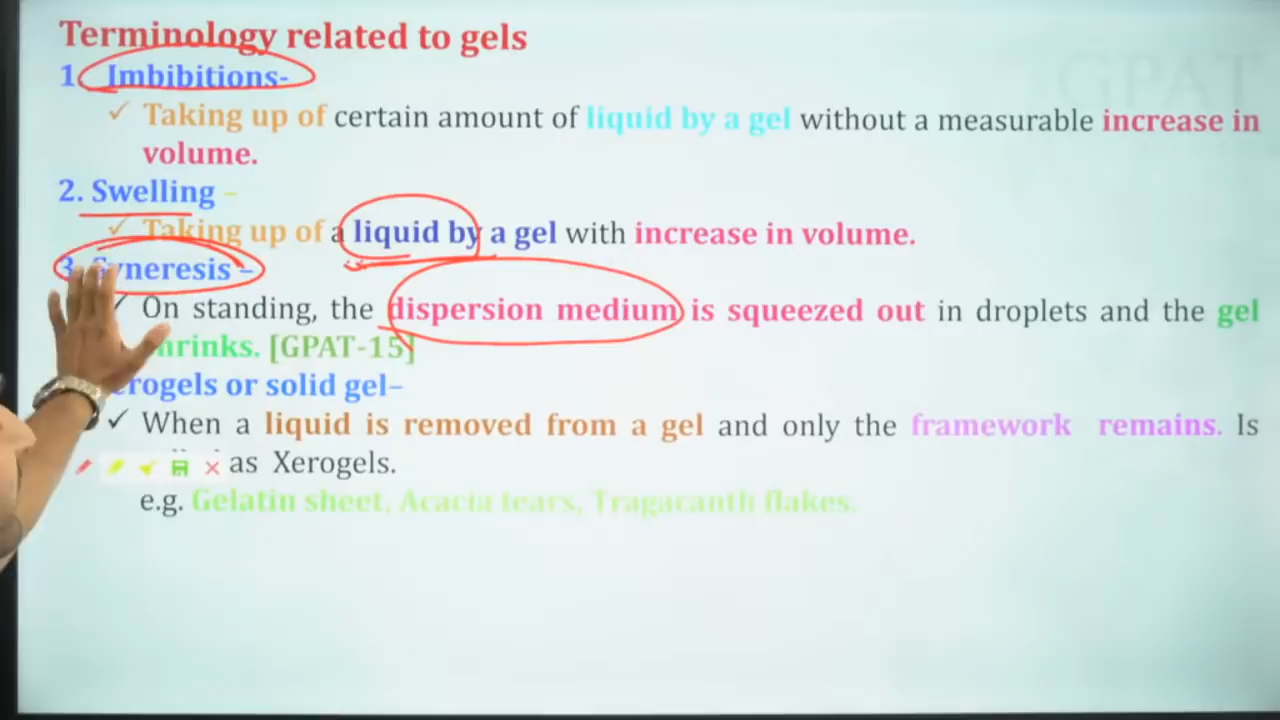 Terminology related to gels
GPAT
1 Imbibitions-
✓ Taking up of certain amount of liquid by a gel without a measurable increase in
volume.
2. Swelling –
✓ Taking up of a liquid by a gel with increase in volume.
3. Syneresis –
✓ On standing, the dispersion medium is squeezed out in droplets and the gel
shrinks. [GPAT-15]
erogels or solid gel–
✓ When a liquid is removed from a gel and only the framework remains. Is
as Xerogels.
e.g. Gelatin sheet, Acacia tears, Tragacanth flakes.